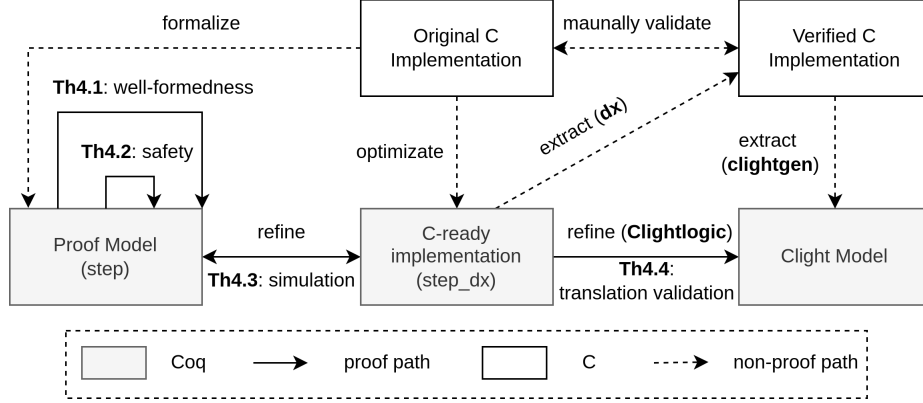 formalize
Original C
Implementation
maunally validate
Verified C
Implementation
Th4.1: well-formedness
Th4.2: safety
optimizate
extract (dx)
extract
(clightgen)
Proof Model
(step)
refine
Th4.3: simulation
C-ready
implementation
(step_dx)
refine (Clightlogic)
Th4.4:
translation validation
Clight Model
Coq
proof path
C
non-proof path